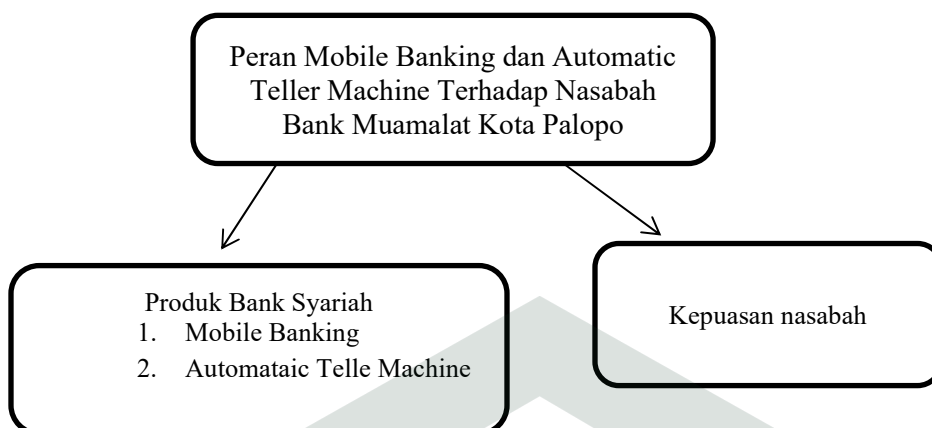 Peran Mobile Banking dan Automatic
Teller Machine Terhadap Nasabah
Bank Muamalat Kota Palopo
Produk Bank Syariah
1. Mobile Banking
2. Automataic Telle Machine
Kepuasan nasabah